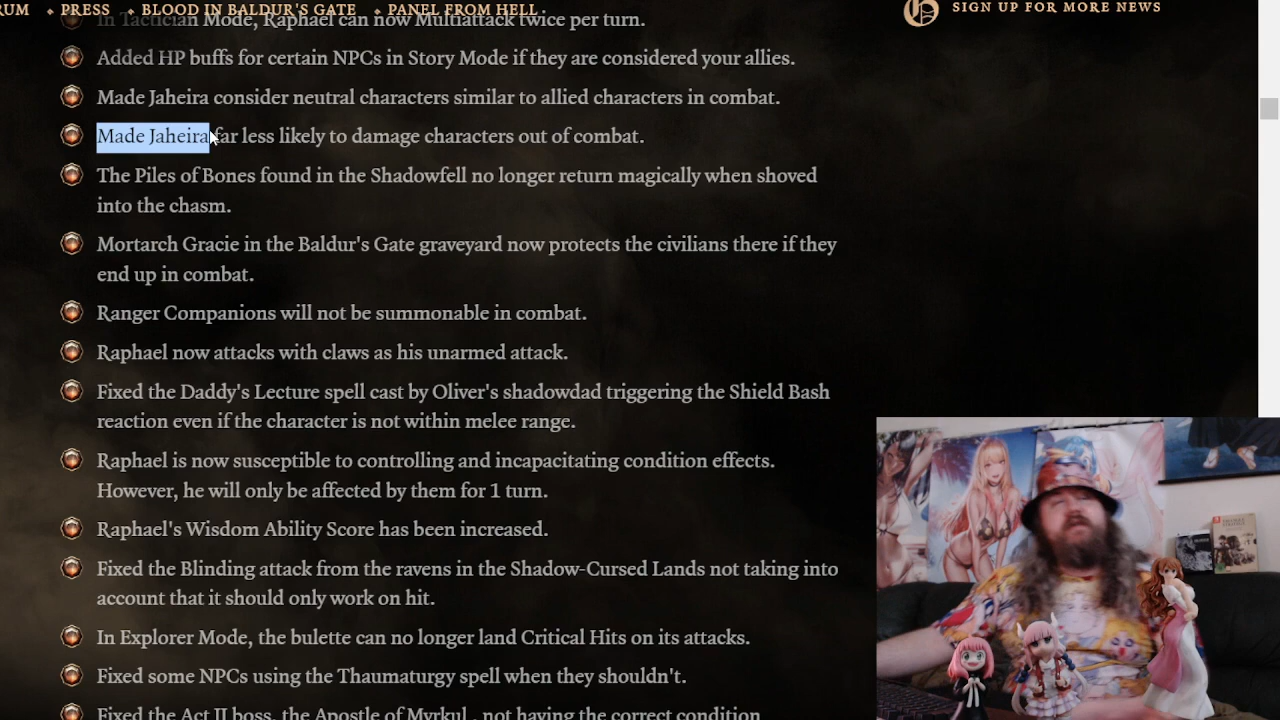 RUM PRESS BLOOD IN BALDUR'S GATE PANEL FROM HELL SIGN UP FOR MORE NEWS
In Tactician Mode, Raphael can now Multiattack twice per turn.
Added HP buffs for certain NPCs in Story Mode if they are considered your allies.
Made Jaheira consider neutral characters similar to allied characters in combat.
Made Jaheira far less likely to damage characters out of combat.
The Piles of Bones found in the Shadowfell no longer return magically when shoved
into the chasm.
Mortarch Gracie in the Baldur's Gate graveyard now protects the civilians there if they
end up in combat.
Ranger Companions will not be summonable in combat.
Raphael now attacks with claws as his unarmed attack.
Fixed the Daddy's Lecture spell cast by Oliver's shadowdad triggering the Shield Bash
reaction even if the character is not within melee range.
Raphael is now susceptible to controlling and incapacitating condition effects.
However, he will only be affected by them for 1 turn.
Raphael's Wisdom Ability Score has been increased.
Fixed the Blinding attack from the ravens in the Shadow-Cursed Lands not taking into
account that it should only work on hit.
In Explorer Mode, the bulette can no longer land Critical Hits on its attacks.
Fixed some NPCs using the Thaumaturgy spell when they shouldn't.
Fixed the Act II boss, the Apostle of Myrkul , not having the correct condition